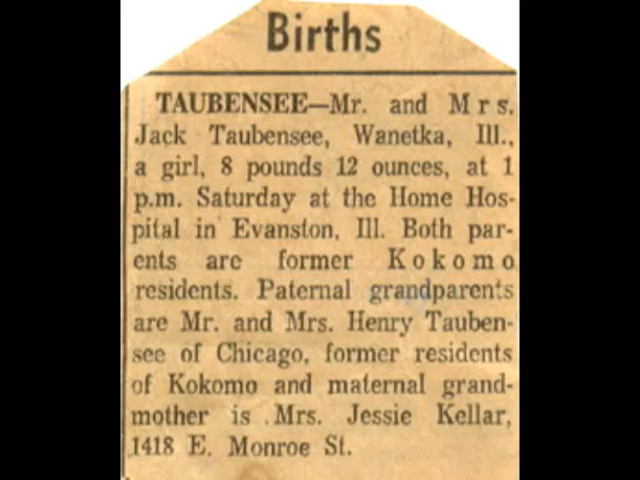 Births
TAUBENSEE—Mr. and Mrs.
Jack Taubensee, Wanetka, Ill.,
a girl, 8 pounds 12 ounces, at 1
p.m. Saturday at the Home Hos-
pital in Evanston, Ill. Both par-
ents are former Kokomo
residents. Paternal grandparents
are Mr. and Mrs. Henry Tauben-
see of Chicago, former residents
of Kokomo and maternal grand-
mother is Mrs. Jessie Kellar,
1418 E. Monroe St.